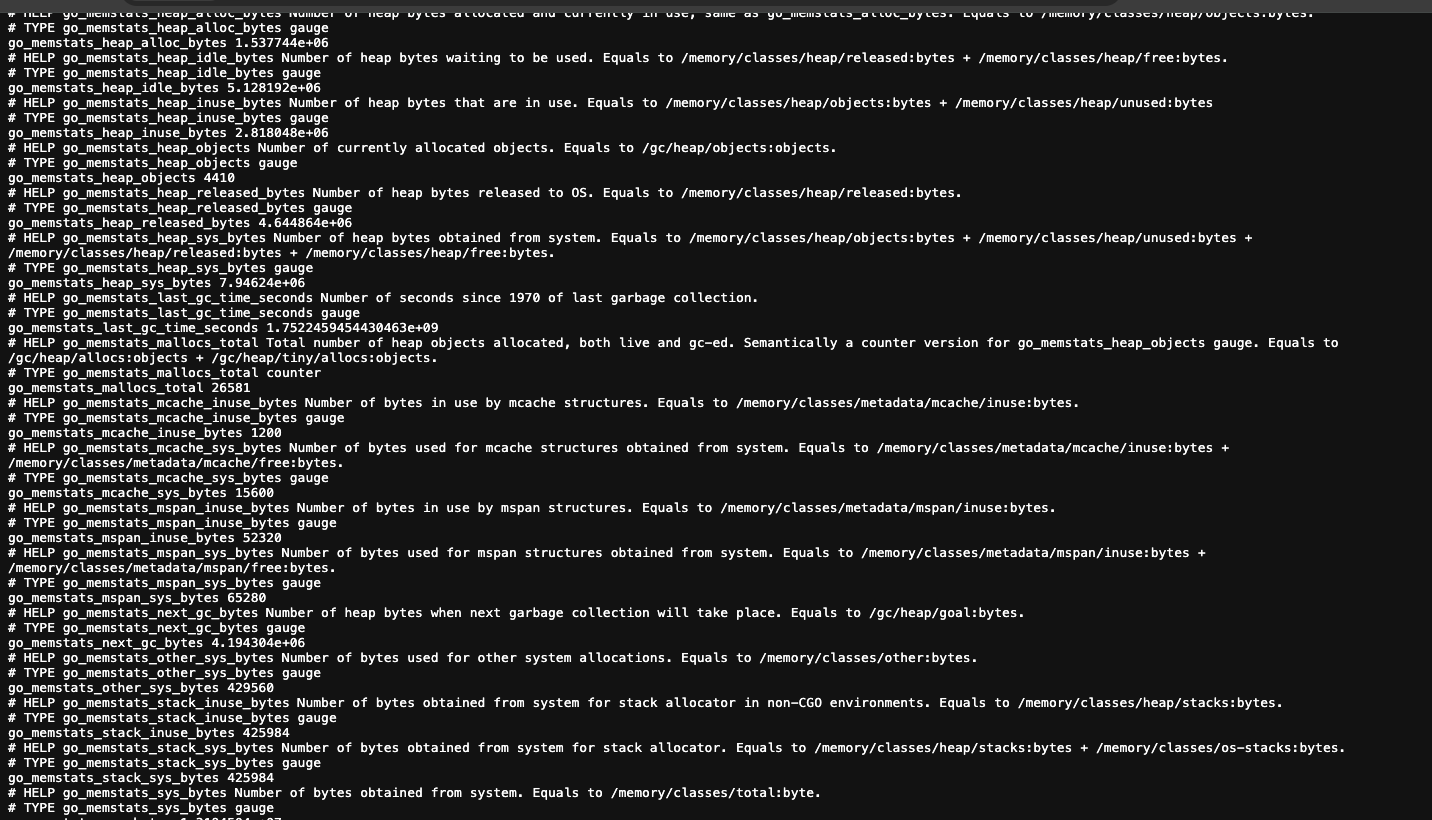 # HELP go_memstats_heap_alloc_bytes Number of heap bytes allocated and currently in use, same as go_memstats_alloc_bytes. Equals to /memory/classes/heap/objects:bytes.
# TYPE go_memstats_heap_alloc_bytes gauge
go_memstats_heap_alloc_bytes 1.537744e+06
# HELP go_memstats_heap_idle_bytes Number of heap bytes waiting to be used. Equals to /memory/classes/heap/released:bytes + /memory/classes/heap/free:bytes.
# TYPE go_memstats_heap_idle_bytes gauge
go_memstats_heap_idle_bytes 5.128192e+06
# HELP go_memstats_heap_inuse_bytes Number of heap bytes that are in use. Equals to /memory/classes/heap/objects:bytes + /memory/classes/heap/unused:bytes
# TYPE go_memstats_heap_inuse_bytes gauge
go_memstats_heap_inuse_bytes 2.818048e+06
# HELP go_memstats_heap_objects Number of currently allocated objects. Equals to /gc/heap/objects:objects.
# TYPE go_memstats_heap_objects gauge
go_memstats_heap_objects 4410
# HELP go_memstats_heap_released_bytes Number of heap bytes released to OS. Equals to /memory/classes/heap/released:bytes.
# TYPE go_memstats_heap_released_bytes gauge
go_memstats_heap_released_bytes 4.644864e+06
# HELP go_memstats_heap_sys_bytes Number of heap bytes obtained from system. Equals to /memory/classes/heap/objects:bytes + /memory/classes/heap/unused:bytes +
/memory/classes/heap/released:bytes + /memory/classes/heap/free:bytes.
# TYPE go_memstats_heap_sys_bytes gauge
go_memstats_heap_sys_bytes 7.94624e+06
# HELP go_memstats_last_gc_time_seconds Number of seconds since 1970 of last garbage collection.
# TYPE go_memstats_last_gc_time_seconds gauge
go_memstats_last_gc_time_seconds 1.7522459454430463e+09
# HELP go_memstats_mallocs_total Total number of heap objects allocated, both live and gc-ed. Semantically a counter version for go_memstats_heap_objects gauge. Equals to
/gc/heap/allocs:objects + /gc/heap/tiny/allocs:objects.
# TYPE go_memstats_mallocs_total counter
go_memstats_mallocs_total 26581
# HELP go_memstats_mcache_inuse_bytes Number of bytes in use by mcache structures. Equals to /memory/classes/metadata/mcache/inuse:bytes.
# TYPE go_memstats_mcache_inuse_bytes gauge
go_memstats_mcache_inuse_bytes 1200
# HELP go_memstats_mcache_sys_bytes Number of bytes used for mcache structures obtained from system. Equals to /memory/classes/metadata/mcache/inuse:bytes +
/memory/classes/metadata/mcache/free:bytes.
# TYPE go_memstats_mcache_sys_bytes gauge
go_memstats_mcache_sys_bytes 15600
# HELP go_memstats_mspan_inuse_bytes Number of bytes in use by mspan structures. Equals to /memory/classes/metadata/mspan/inuse:bytes.
# TYPE go_memstats_mspan_inuse_bytes gauge
go_memstats_mspan_inuse_bytes 52320
# HELP go_memstats_mspan_sys_bytes Number of bytes used for mspan structures obtained from system. Equals to /memory/classes/metadata/mspan/inuse:bytes +
/memory/classes/metadata/mspan/free:bytes.
# TYPE go_memstats_mspan_sys_bytes gauge
go_memstats_mspan_sys_bytes 65280
# HELP go_memstats_next_gc_bytes Number of heap bytes when next garbage collection will take place. Equals to /gc/heap/goal:bytes.
# TYPE go_memstats_next_gc_bytes gauge
go_memstats_next_gc_bytes 4.194304e+06
# HELP go_memstats_other_sys_bytes Number of bytes used for other system allocations. Equals to /memory/classes/other:bytes.
# TYPE go_memstats_other_sys_bytes gauge
go_memstats_other_sys_bytes 429560
# HELP go_memstats_stack_inuse_bytes Number of bytes obtained from system for stack allocator in non-CGO environments. Equals to /memory/classes/heap/stacks:bytes.
# TYPE go_memstats_stack_inuse_bytes gauge
go_memstats_stack_inuse_bytes 425984
# HELP go_memstats_stack_sys_bytes Number of bytes obtained from system for stack allocator. Equals to /memory/classes/heap/stacks:bytes + /memory/classes/os-stacks:bytes.
# TYPE go_memstats_stack_sys_bytes gauge
go_memstats_stack_sys_bytes 425984
# HELP go_memstats_sys_bytes Number of bytes obtained from system. Equals to /memory/classes/total:byte.
# TYPE go_memstats_sys_bytes gauge